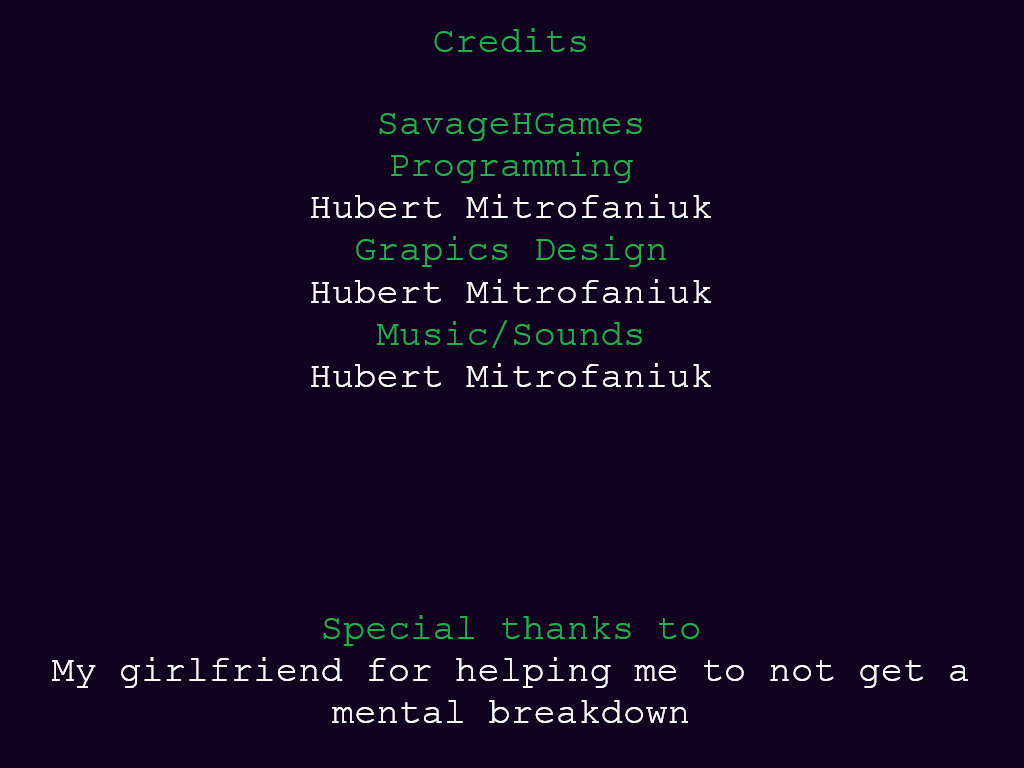 Credits
SavageHGames
Programming
Hubert Mitrofaniuk
Grapics Design
Hubert Mitrofaniuk
Music/Sounds
Hubert Mitrofaniuk
Special thanks to
My girlfriend for helping me to not get a
mental breakdown